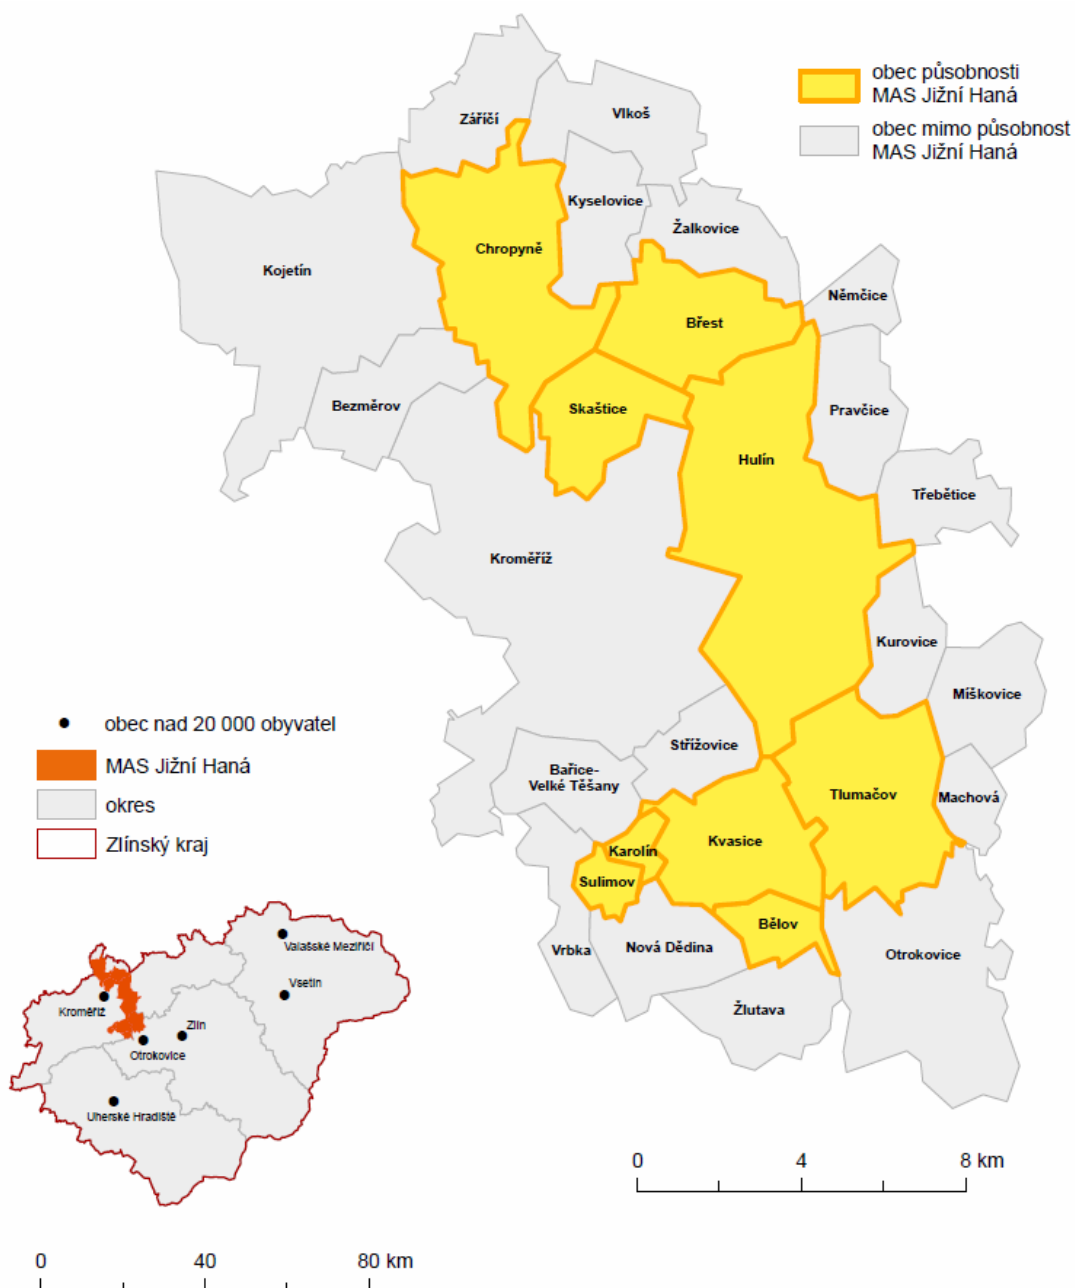 obec působnosti
MAS Jižní Haná
obec mimo působnost
MAS Jižní Haná
Záříčí
Vlkoš
Kyselovice
Žalkovice
Chropyně
Kojetín
Němčice
Břest
Bezměrov
Skaštice
Pravčice
Hulín
Třebětice
Kroměříž
Kurovice
Míškovice
Střížovice
Bařice-
Velké Těšany
Tlumačov
Machová
Kvasice
Karolín
Sulimov
Bělov
Vrbka
Nová Dědina
Otrokovice
Žlutava
obec nad 20 000 obyvatel
MAS Jižní Haná
okres
Zlínský kraj
Valašské Meziříčí
Vsetín
Kroměříž
Zlín
Otrokovice
Uherské Hradiště
0 4 8 km
0 40 80 km